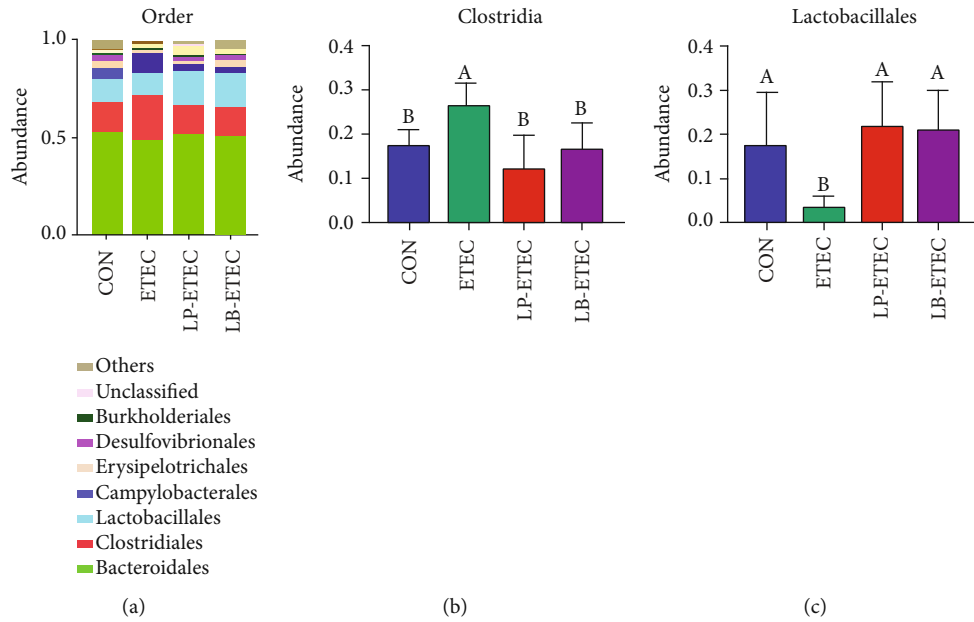 Order
Abundance
1.0
0.5
0.0
CON
ETEC
LP-ETEC
LB-ETEC
Others
Unclassified
Burkholderiales
Desulfovibrionales
Erysipelotrichales
Campylobacterales
Lactobacillales
Clostridiales
Bacteroidales
(a)
Clostridia
Abundance
0.4
0.3
0.2
0.1
0.0
B
A
B
B
CON
ETEC
LP-ETEC
LB-ETEC
(b)
Lactobacillales
Abundance
0.4
0.3
0.2
0.1
0.0
A
B
A
A
CON
ETEC
LP-ETEC
LB-ETEC
(c)